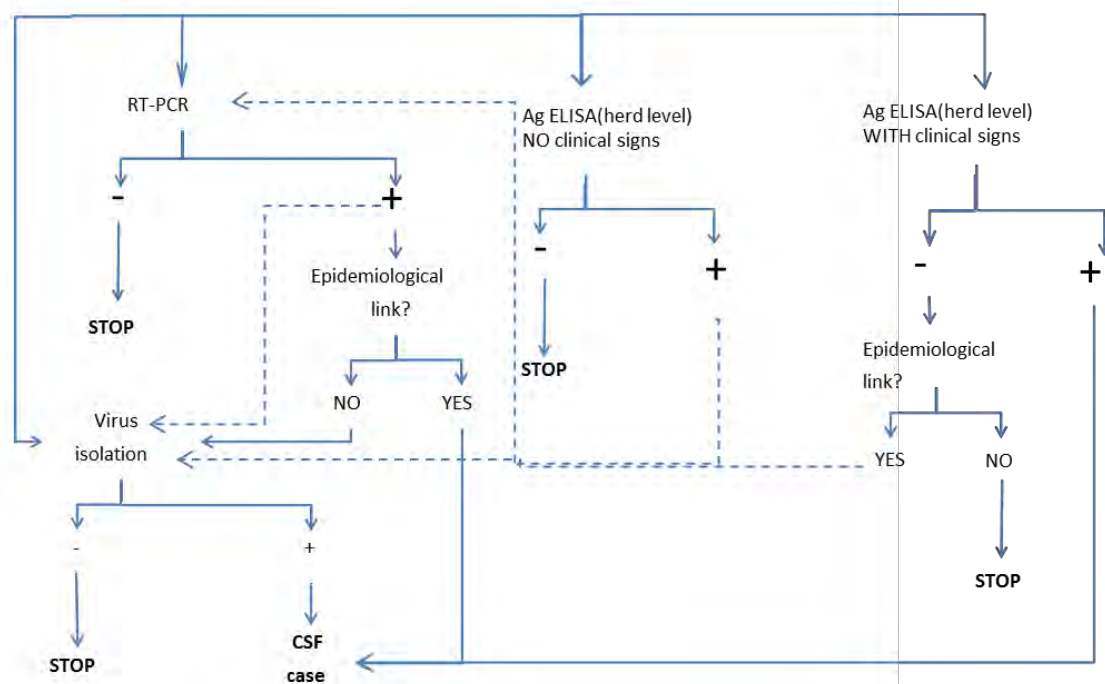 RT-PCR
-
+
STOP
Epidemiological
link?
NO
YES
Virus
isolation
-
+
STOP
CSF
case
Ag ELISA(herd level)
NO clinical signs
-
+
STOP
Ag ELISA(herd level)
WITH clinical signs
-
+
Epidemiological
link?
YES
NO
STOP